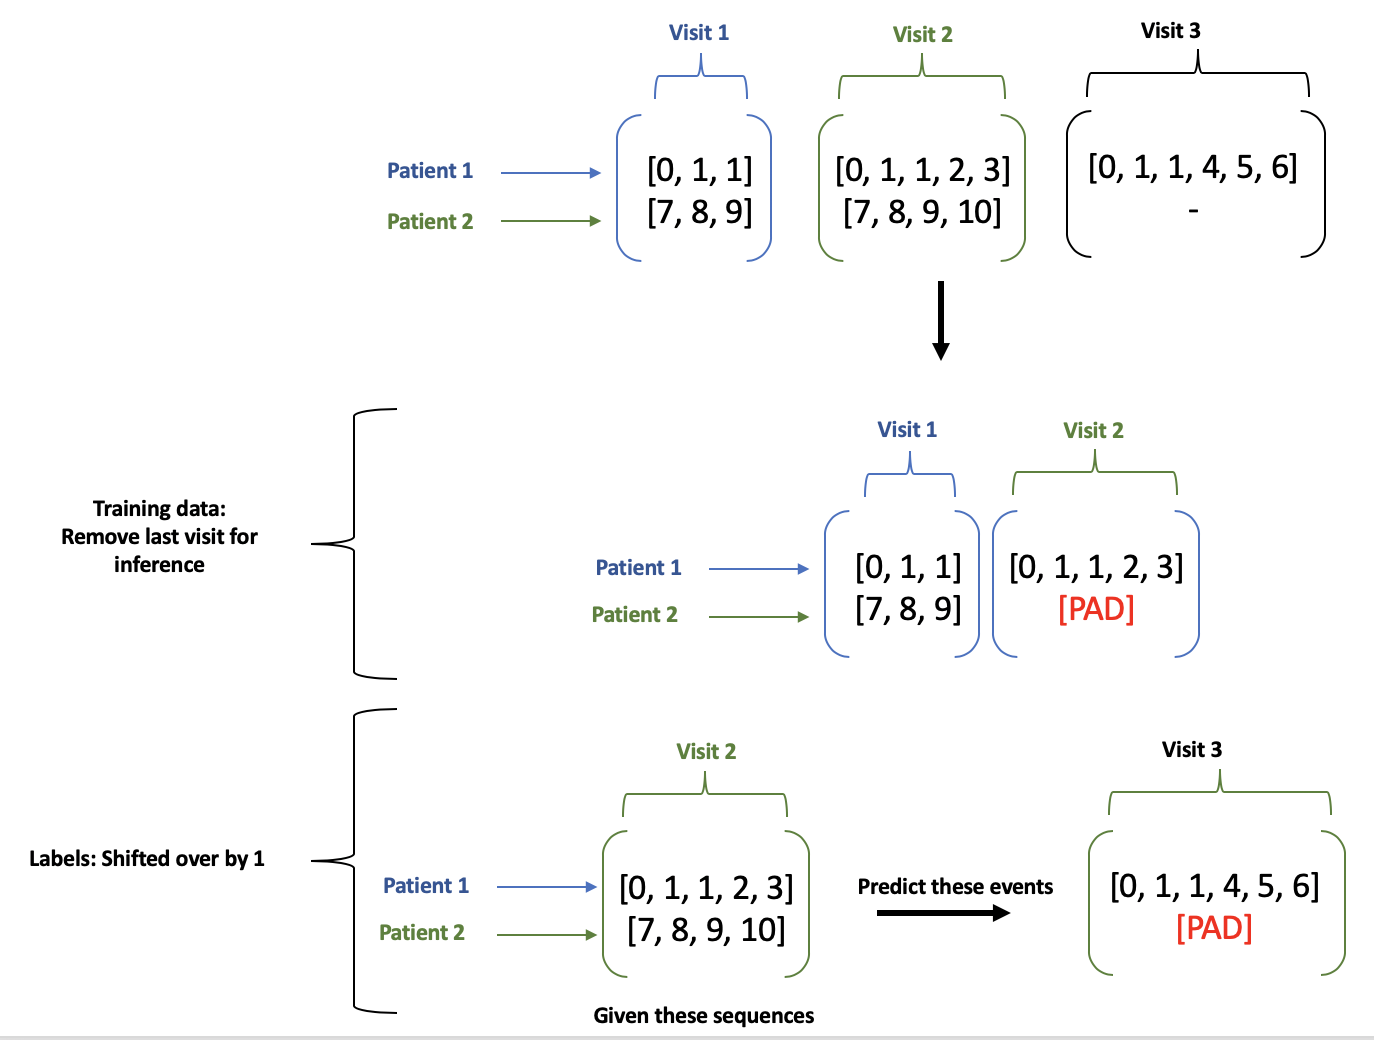 Visit 1
Visit 2
Visit 3
Patient 1
[0, 1, 1]
[0, 1, 1, 2, 3]
[0, 1, 1, 4, 5, 6]
Patient 2
[7, 8, 9]
[7, 8, 9, 10]
-
Training data:
Remove last visit for
inference
Visit 1
Visit 2
Patient 1
[0, 1, 1]
[0, 1, 1, 2, 3]
Patient 2
[7, 8, 9]
[PAD]
Labels: Shifted over by 1
Visit 2
Visit 3
Patient 1
[0, 1, 1, 2, 3]
Predict these events
[0, 1, 1, 4, 5, 6]
Patient 2
[7, 8, 9, 10]
[PAD]
Given these sequences